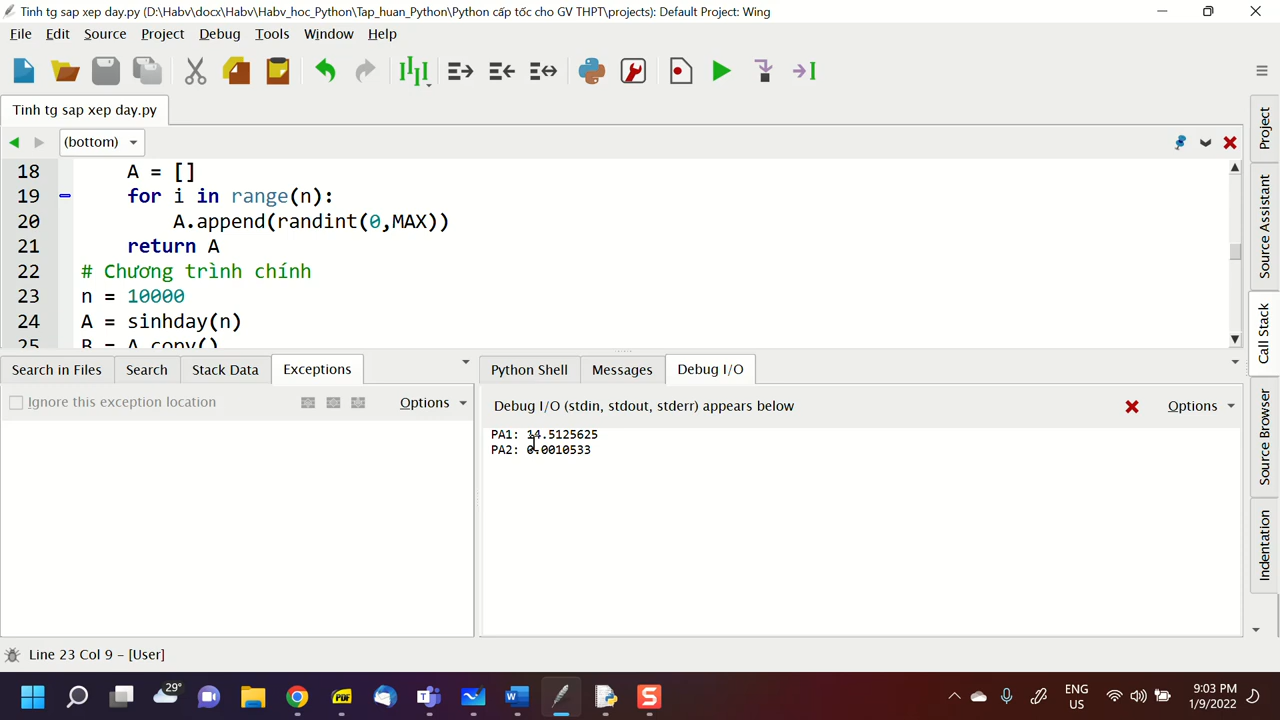 Tinh tg sap xep day.py (D:\Habv\docx\Habv\Habv_hoc_Python\Tap_huan_Python\Python cấp tốc cho GV THPT\projects): Default Project: Wing
File Edit Source Project Debug Tools Window Help
Tinh tg sap xep day.py
(bottom)
18 A = []
19 for i in range(n):
20 A.append(randint(0,MAX))
21 return A
22 # Chương trình chính
23 n = 10000
24 A = sinhday(n)
25 B = A.copy()
Search in Files Search Stack Data Exceptions
Ignore this exception location Options
Python Shell Messages Debug I/O
Debug I/O (stdin, stdout, stderr) appears below Options
PA1: 14.5125625
PA2: 0.0010533
Project
Source Assistant
Call Stack
Source Browser
Indentation
Line 23 Col 9 – [User]
29°
PDF
ENG
US
9:03 PM
1/9/2022